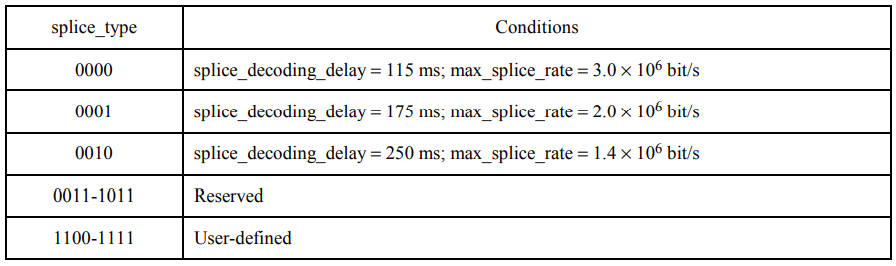 splice_type Conditions
0000 splice_decoding_delay = 115 ms; max_splice_rate = 3.0 × 10⁶ bit/s
0001 splice_decoding_delay = 175 ms; max_splice_rate = 2.0 × 10⁶ bit/s
0010 splice_decoding_delay = 250 ms; max_splice_rate = 1.4 × 10⁶ bit/s
0011-1011 Reserved
1100-1111 User-defined